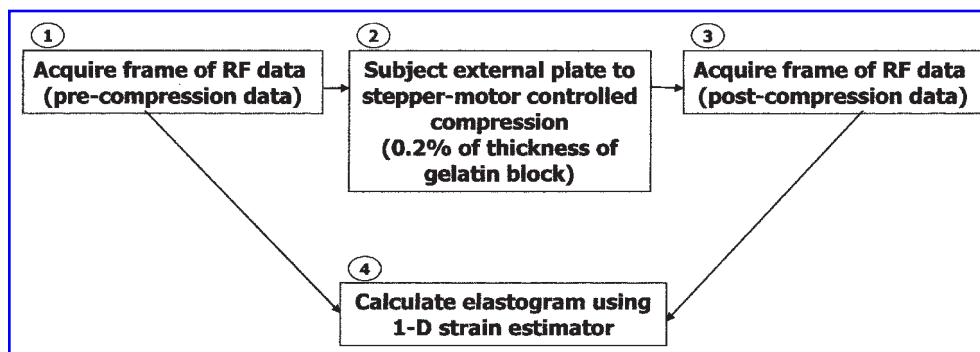 1
Acquire frame of RF data
(pre-compression data)
2
Subject external plate to
stepper-motor controlled
compression
(0.2% of thickness of
gelatin block)
3
Acquire frame of RF data
(post-compression data)
4
Calculate elastogram using
1-D strain estimator